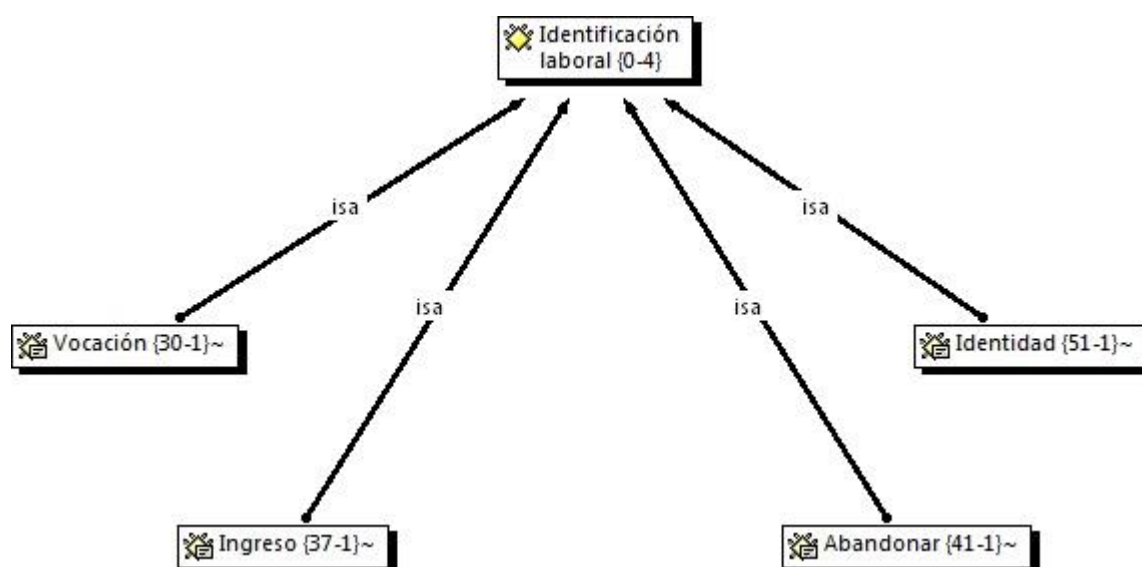 Identificación
laboral {0-4}
isa
isa
isa
isa
Vocación {30-1}~
Identidad {51-1}~
Ingreso {37-1}~
Abandonar {41-1}~